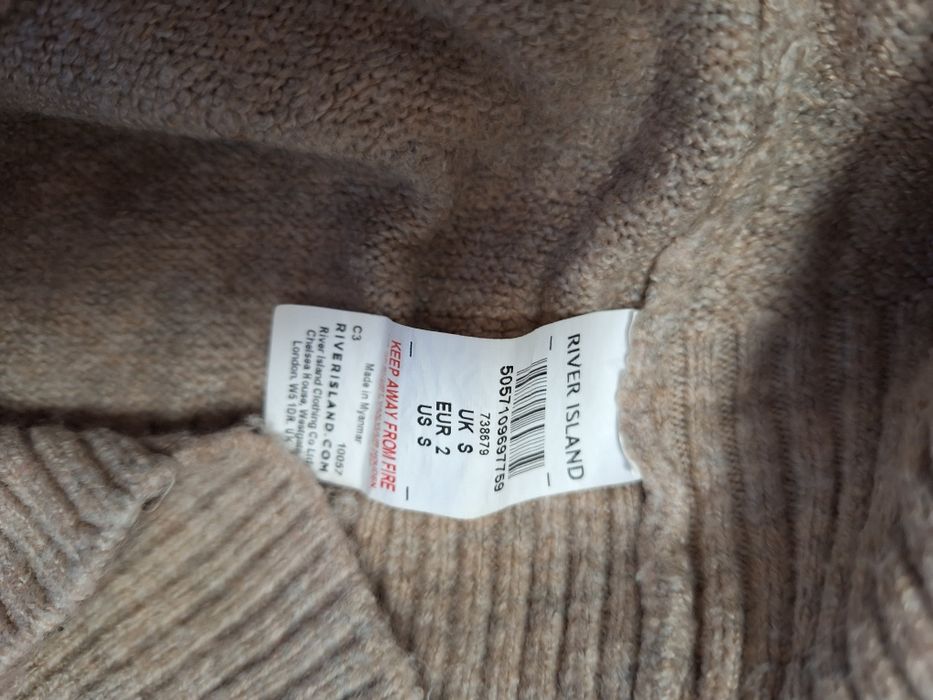 RIVER ISLAND
5057109697759
738679
UK S
EUR 2
US S
KEEP AWAY FROM FIRE
Made in Myanmar
C3 10057
RIVERISLAND.COM
River Island Clothing Co Ltd
Chelsea House, Westgate
London, W5 1DR, UK